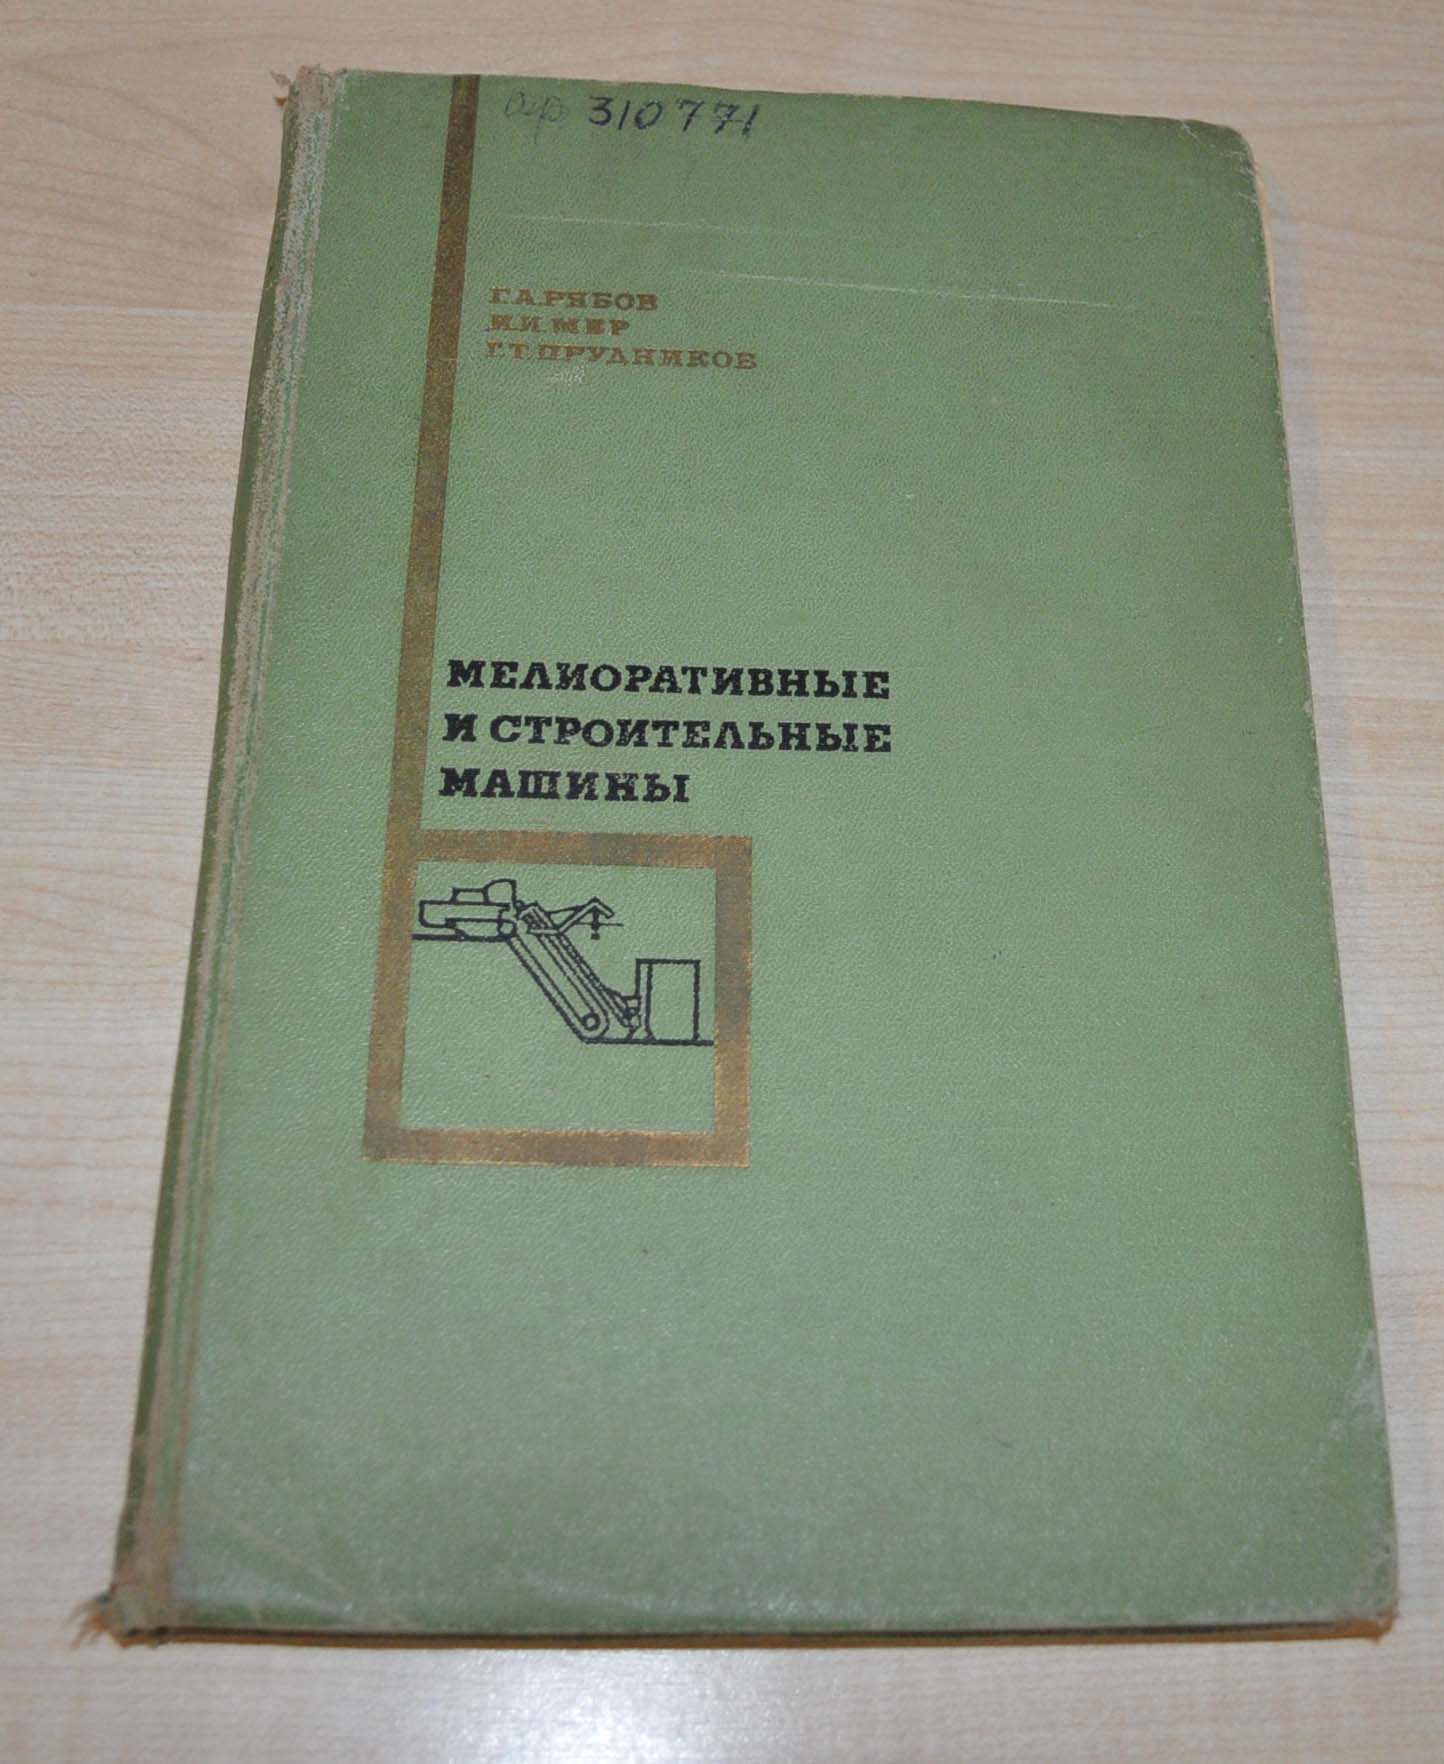 310771
Г.А.РЯБОВ
И.И.МЕР
Г.Т.ПРУДНИКОВ
МЕЛИОРАТИВНЫЕ
И СТРОИТЕЛЬНЫЕ
МАШИНЫ